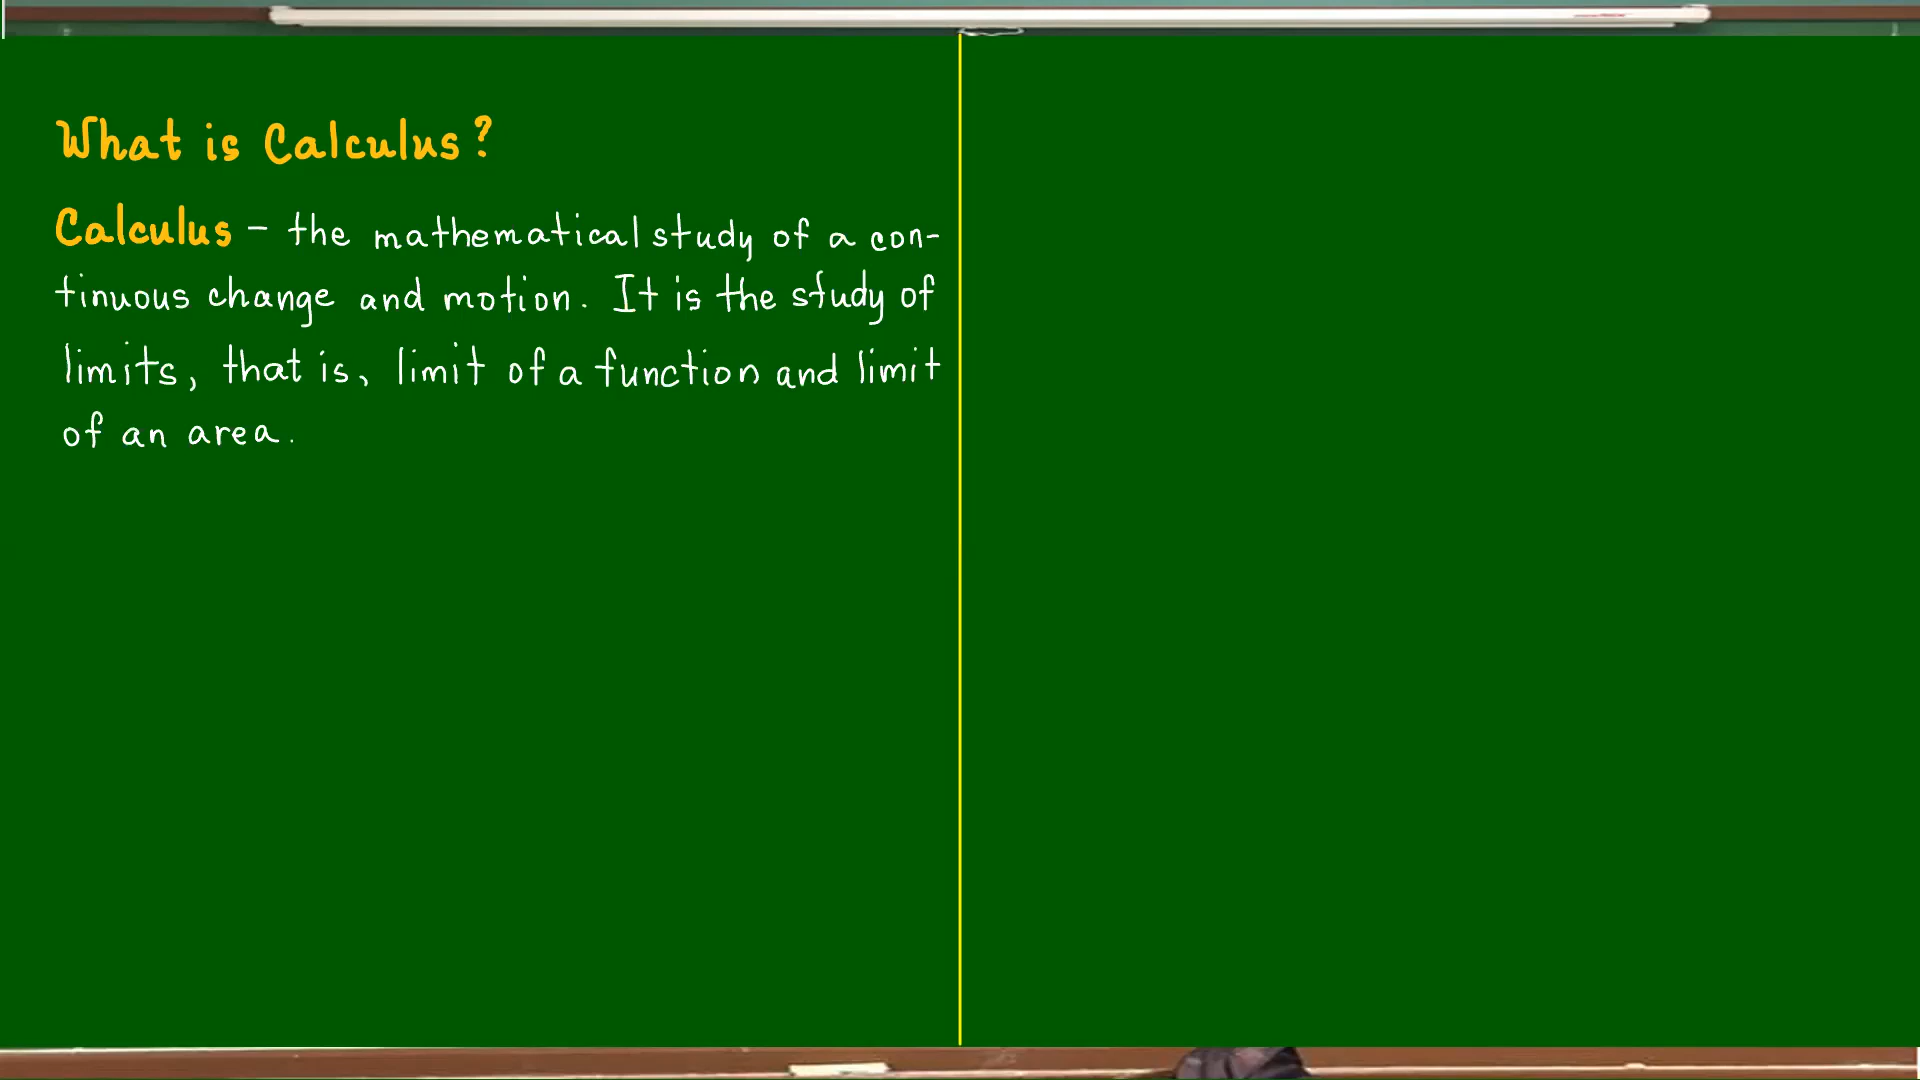 What is Calculus?
Calculus - the mathematical study of a con-
tinuous change and motion. It is the study of
limits, that is, limit of a function and limit
of an area.